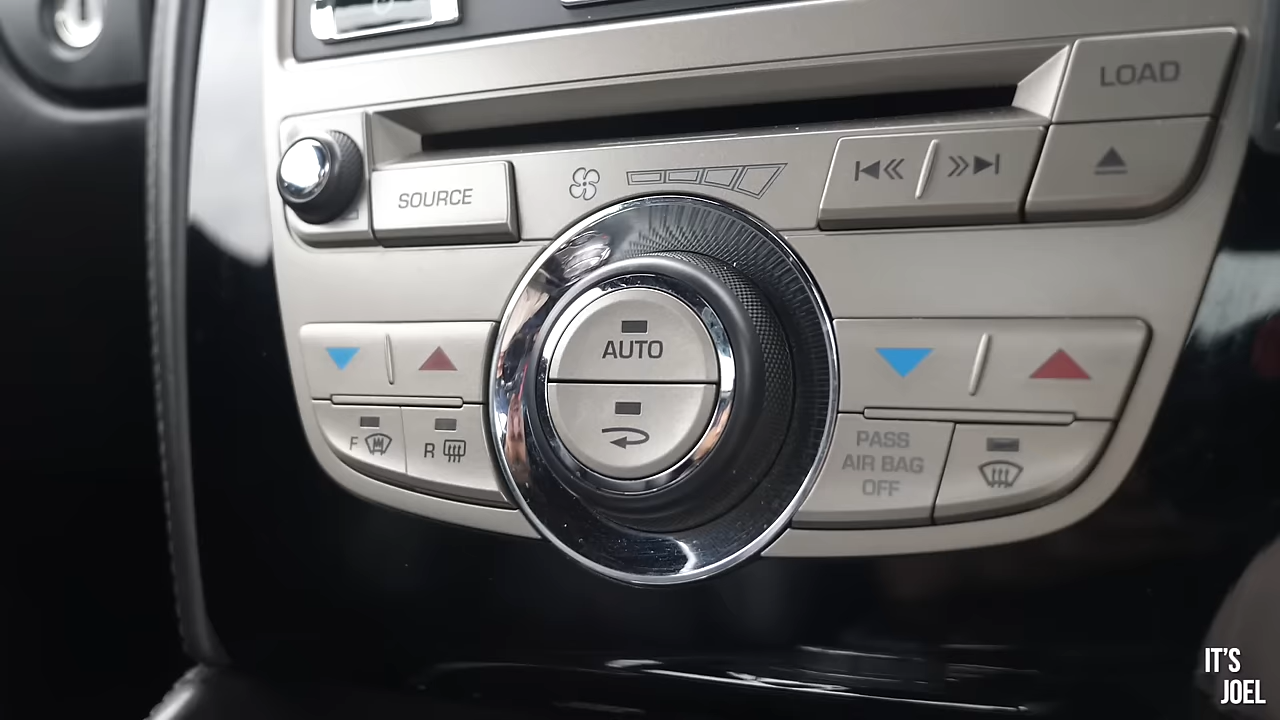 LOAD
SOURCE
AUTO
F
R
PASS
AIR BAG
OFF
IT'S
JOEL